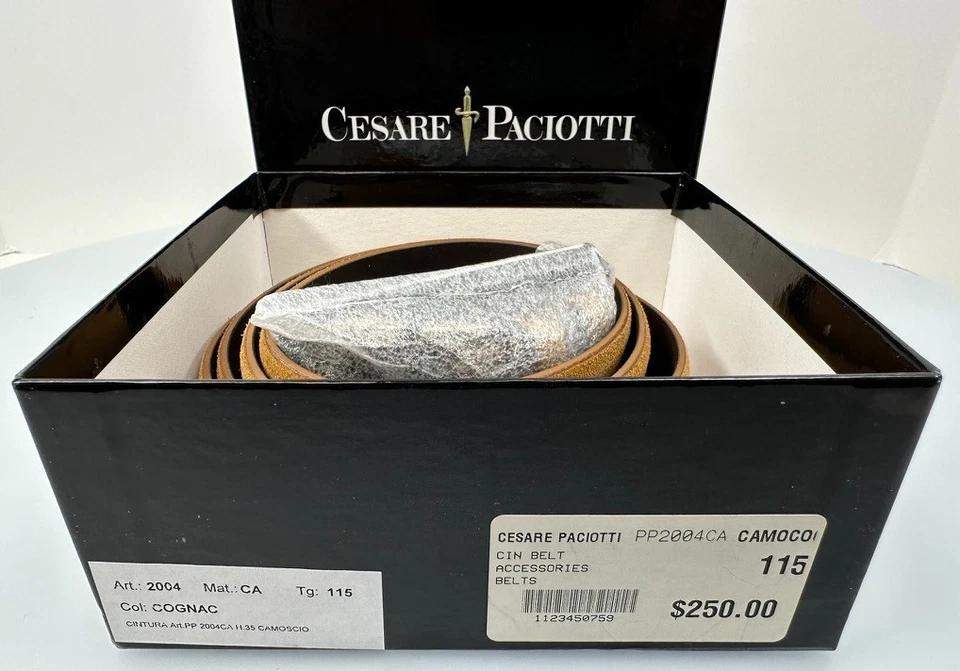 CESARE PACIOTTI
Art.: 2004 Mat.: CA Tg: 115
Col: COGNAC
CINTURA Art.PP 2004CA H.35 CAMOSCIO
CESARE PACIOTTI PP2004CA CAMOCO
CIN BELT 115
ACCESSORIES
BELTS
1123450759 $250.00